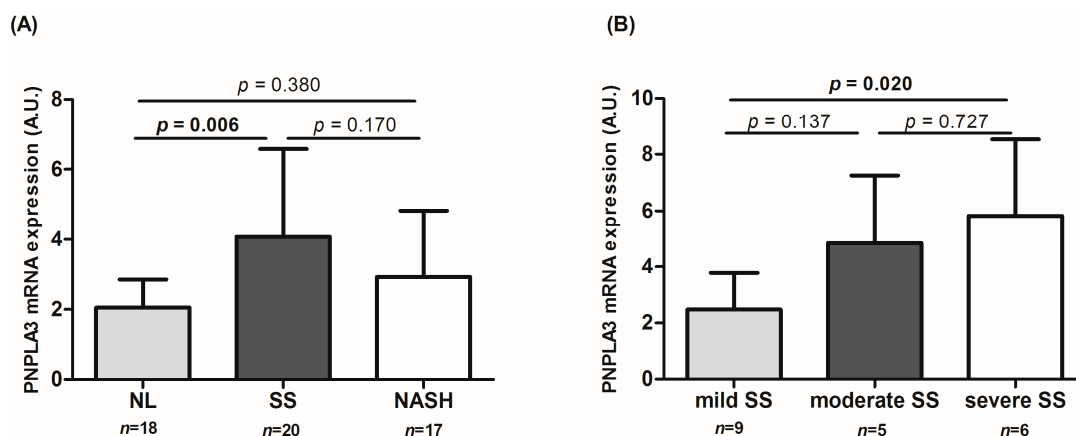 (A)
PNPLA3 mRNA expression (A.U.)
8
6
4
2
0
p = 0.380
p = 0.006
p = 0.170
NL
SS
NASH
n=18
n=20
n=17
(B)
PNPLA3 mRNA expression (A.U.)
10
8
6
4
2
0
p = 0.020
p = 0.137
p = 0.727
mild SS
moderate SS
severe SS
n=9
n=5
n=6